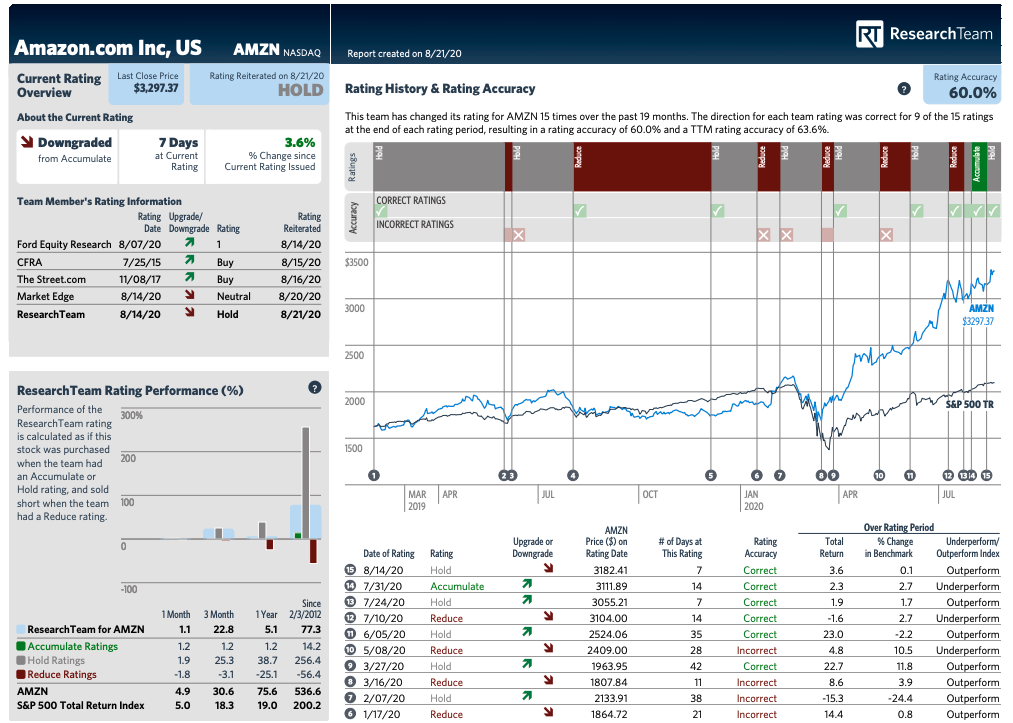 Amazon.com Inc, US AMZN NASDAQ
Report created on 8/21/20
RT ResearchTeam
Current Rating Overview
Last Close Price
$3,297.37
Rating Reiterated on 8/21/20
HOLD
About the Current Rating
Downgraded
from Accumulate
7 Days
at Current
Rating
3.6%
% Change since
Current Rating Issued
Team Member's Rating Information
Rating Date Upgrade/Downgrade Rating Rating Reiterated
Ford Equity Research 8/07/20 1 8/14/20
CFRA 7/25/15 Buy 8/15/20
The Street.com 11/08/17 Buy 8/16/20
Market Edge 8/14/20 Neutral 8/20/20
ResearchTeam 8/14/20 Hold 8/21/20
ResearchTeam Rating Performance (%)
?
Performance of the
ResearchTeam rating
is calculated as if this
stock was purchased
when the team had
an Accumulate or
Hold rating, and sold
short when the team
had a Reduce rating.
300%
200
100
0
-100
1 Month 3 Month 1 Year Since 2/3/2012
ResearchTeam for AMZN 1.1 22.8 5.1 77.3
Accumulate Ratings 1.2 1.2 1.2 14.2
Hold Ratings 1.9 25.3 38.7 256.4
Reduce Ratings -1.8 -3.1 -25.1 -56.4
AMZN 4.9 30.6 75.6 536.6
S&P 500 Total Return Index 5.0 18.3 19.0 200.2
Rating History & Rating Accuracy
?
Rating Accuracy
60.0%
This team has changed its rating for AMZN 15 times over the past 19 months. The direction for each team rating was correct for 9 of the 15 ratings
at the end of each rating period, resulting in a rating accuracy of 60.0% and a TTM rating accuracy of 63.6%.
Ratings
Hold Hold Reduce Hold Reduce Reduce Hold Reduce Hold Reduce Accumulate Hold
Accuracy
CORRECT RATINGS
INCORRECT RATINGS
$3500
3000
2500
2000
1500
AMZN
$3297.37
S&P 500 TR
1 2 3 4 5 6 7 8 9 10 11 12 13 14 15
MAR APR JUL OCT JAN APR JUL
2019 2020
Over Rating Period
Date of Rating Rating Upgrade or Downgrade AMZN Price ($) on Rating Date # of Days at This Rating Rating Accuracy Total Return % Change in Benchmark Underperform/Outperform Index
15 8/14/20 Hold 3182.41 7 Correct 3.6 0.1 Outperform
14 7/31/20 Accumulate 3111.89 14 Correct 2.3 2.7 Underperform
13 7/24/20 Hold 3055.21 7 Correct 1.9 1.7 Outperform
12 7/10/20 Reduce 3104.00 14 Correct -1.6 2.7 Underperform
11 6/05/20 Hold 2524.06 35 Correct 23.0 -2.2 Outperform
10 5/08/20 Reduce 2409.00 28 Incorrect 4.8 10.5 Underperform
9 3/27/20 Hold 1963.95 42 Correct 22.7 11.8 Outperform
8 3/16/20 Reduce 1807.84 11 Incorrect 8.6 3.9 Outperform
7 2/07/20 Hold 2133.91 38 Incorrect -15.3 -24.4 Outperform
6 1/17/20 Reduce 1864.72 21 Incorrect 14.4 0.8 Outperform